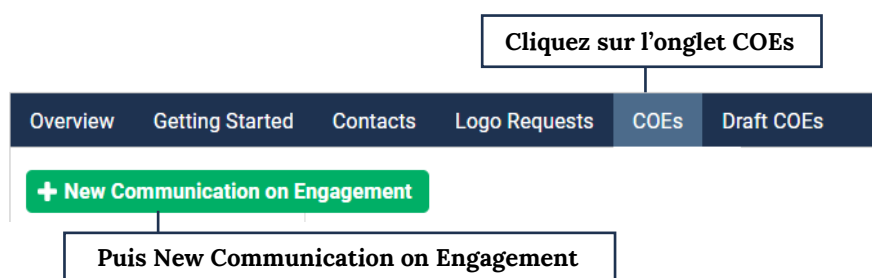 Cliquez sur l’onglet COEs
Overview Getting Started Contacts Logo Requests COEs Draft COEs
+ New Communication on Engagement
Puis New Communication on Engagement